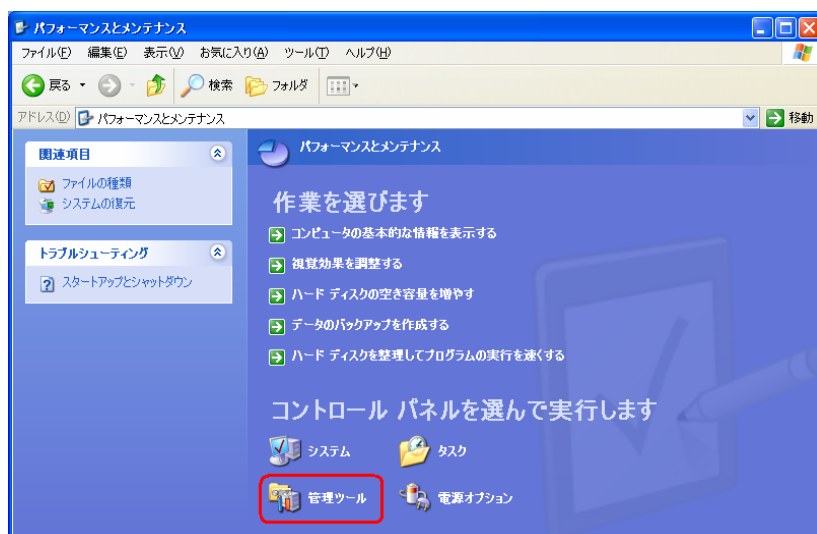 パフォーマンスとメンテナンス
ファイル(F) 編集(E) 表示(V) お気に入り(A) ツール(T) ヘルプ(H)
戻る 検索 フォルダ
アドレス(D) パフォーマンスとメンテナンス 移動
関連項目
ファイルの種類
システムの復元
トラブルシューティング
スタートアップとシャットダウン
パフォーマンスとメンテナンス
作業を選びます
コンピュータの基本的な情報を表示する
視覚効果を調整する
ハード ディスクの空き容量を増やす
データのバックアップを作成する
ハード ディスクを整理してプログラムの実行を速くする
コントロール パネルを選んで実行します
システム タスク
管理ツール 電源オプション